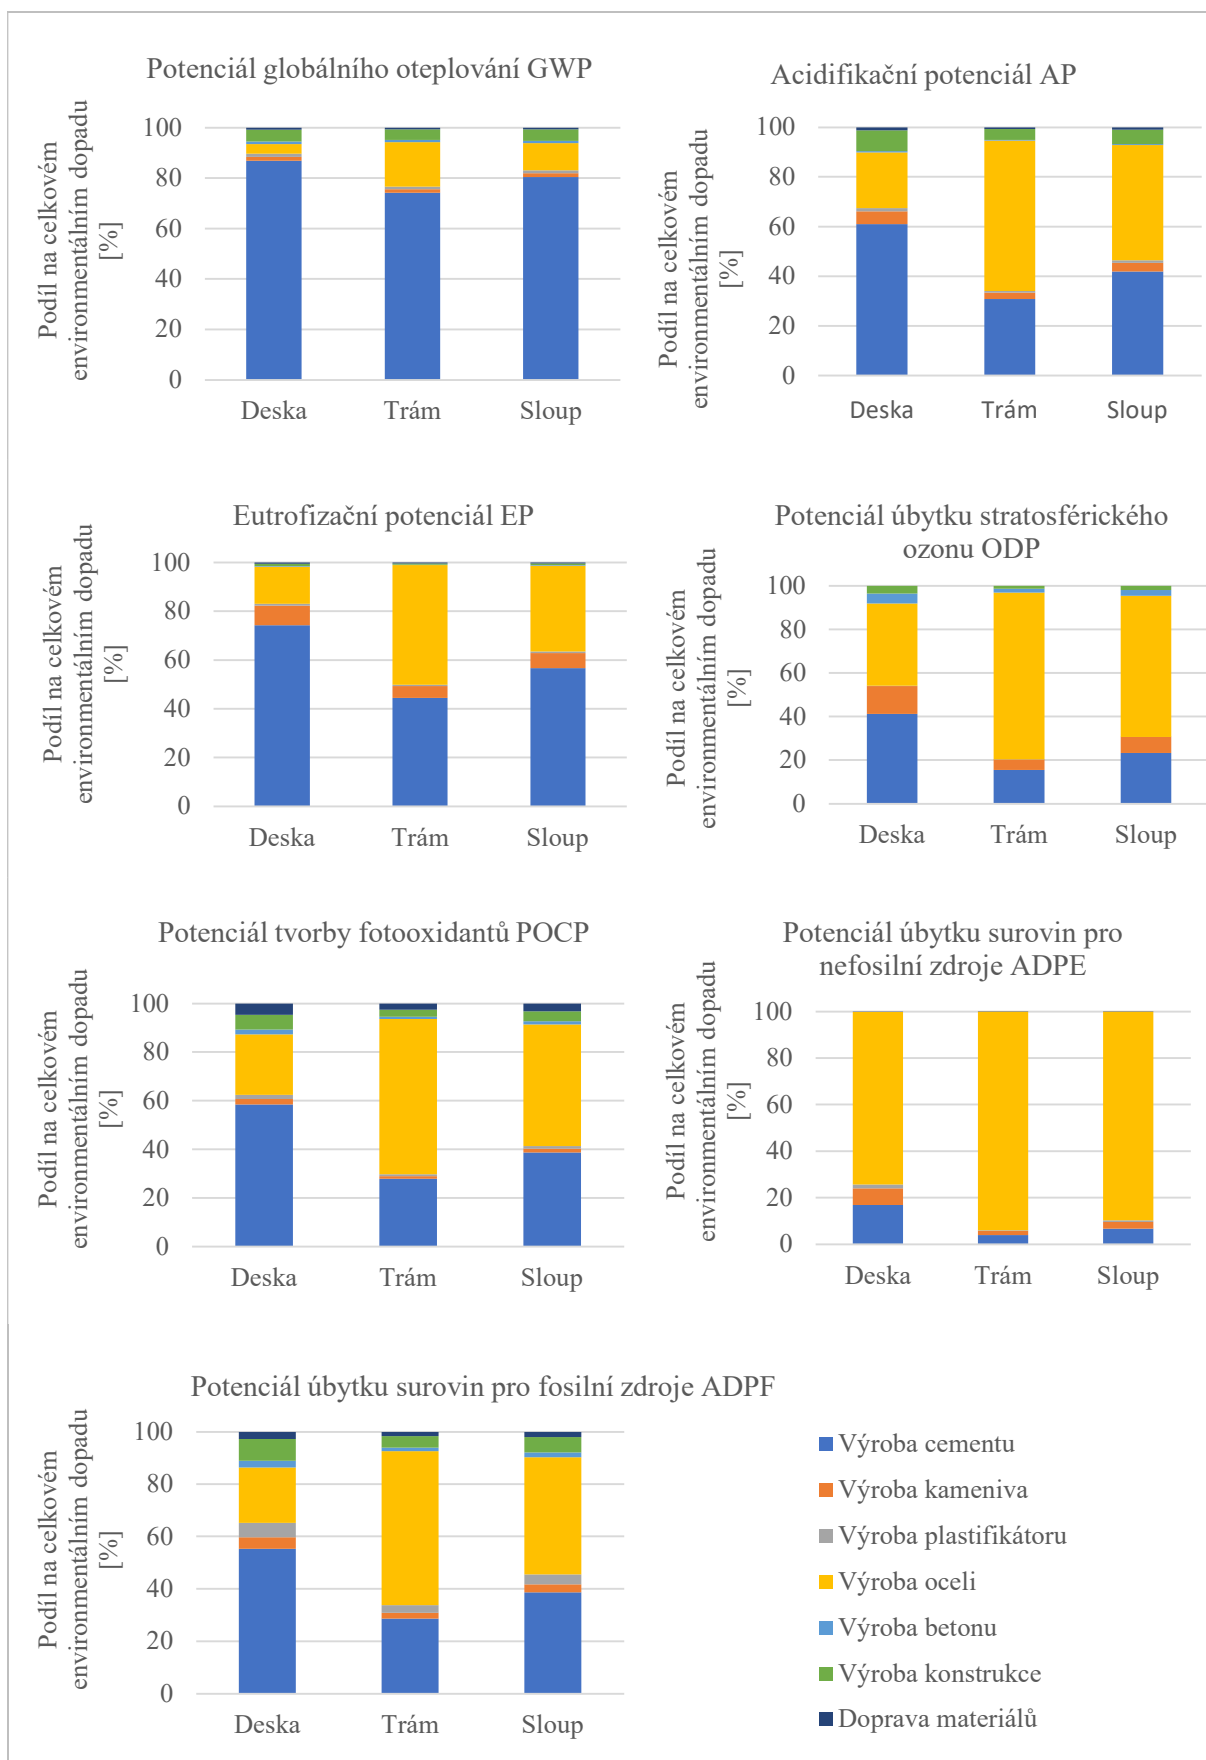 Potenciál globálního oteplování GWP
Podíl na celkovém
environmentálním dopadu
[%]
100
80
60
40
20
0
Deska
Trám
Sloup
Acidifikační potenciál AP
Podíl na celkovém
environmentálním dopadu
[%]
100
80
60
40
20
0
Deska
Trám
Sloup
Eutrofizační potenciál EP
Podíl na celkovém
environmentálním dopadu
[%]
100
80
60
40
20
0
Deska
Trám
Sloup
Potenciál úbytku stratosférického
ozonu ODP
Podíl na celkovém
environmentálním dopadu
[%]
100
80
60
40
20
0
Deska
Trám
Sloup
Potenciál tvorby fotooxidantů POCP
Podíl na celkovém
environmentálním dopadu
[%]
100
80
60
40
20
0
Deska
Trám
Sloup
Potenciál úbytku surovin pro
nefosilní zdroje ADPE
Podíl na celkovém
environmentálním dopadu
[%]
100
80
60
40
20
0
Deska
Trám
Sloup
Potenciál úbytku surovin pro fosilní zdroje ADPF
Podíl na celkovém
environmentálním dopadu
[%]
100
80
60
40
20
0
Deska
Trám
Sloup
Výroba cementu
Výroba kameniva
Výroba plastifikátoru
Výroba oceli
Výroba betonu
Výroba konstrukce
Doprava materiálů